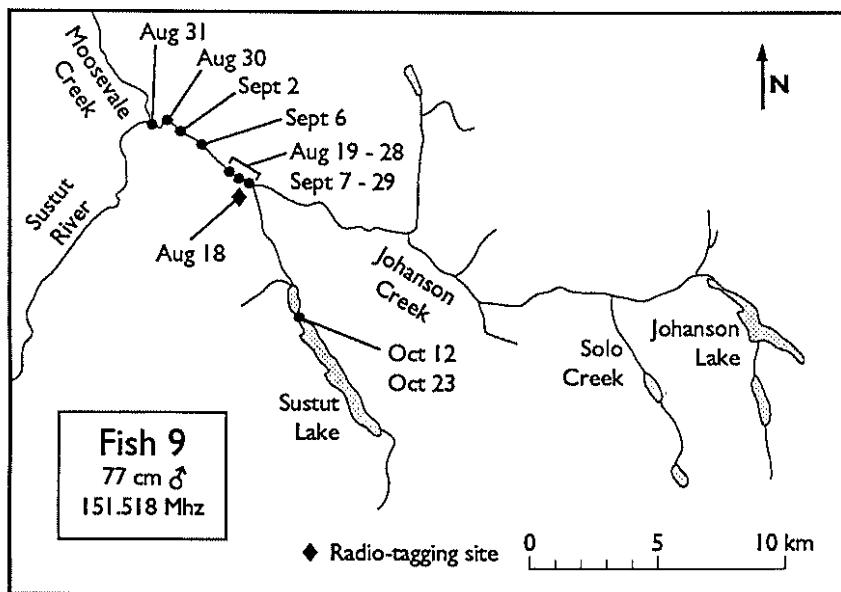 Aug 31
Aug 30
Moosevale
Creek
Sept 2
N
Sept 6
Aug 19 - 28
Sept 7 - 29
Sustut
River
Aug 18
Johanson
Creek
Oct 12
Oct 23
Solo
Creek
Johanson
Lake
Sustut
Lake
Fish 9
77 cm ♂
151.518 Mhz
♦ Radio-tagging site
0 5 10 km